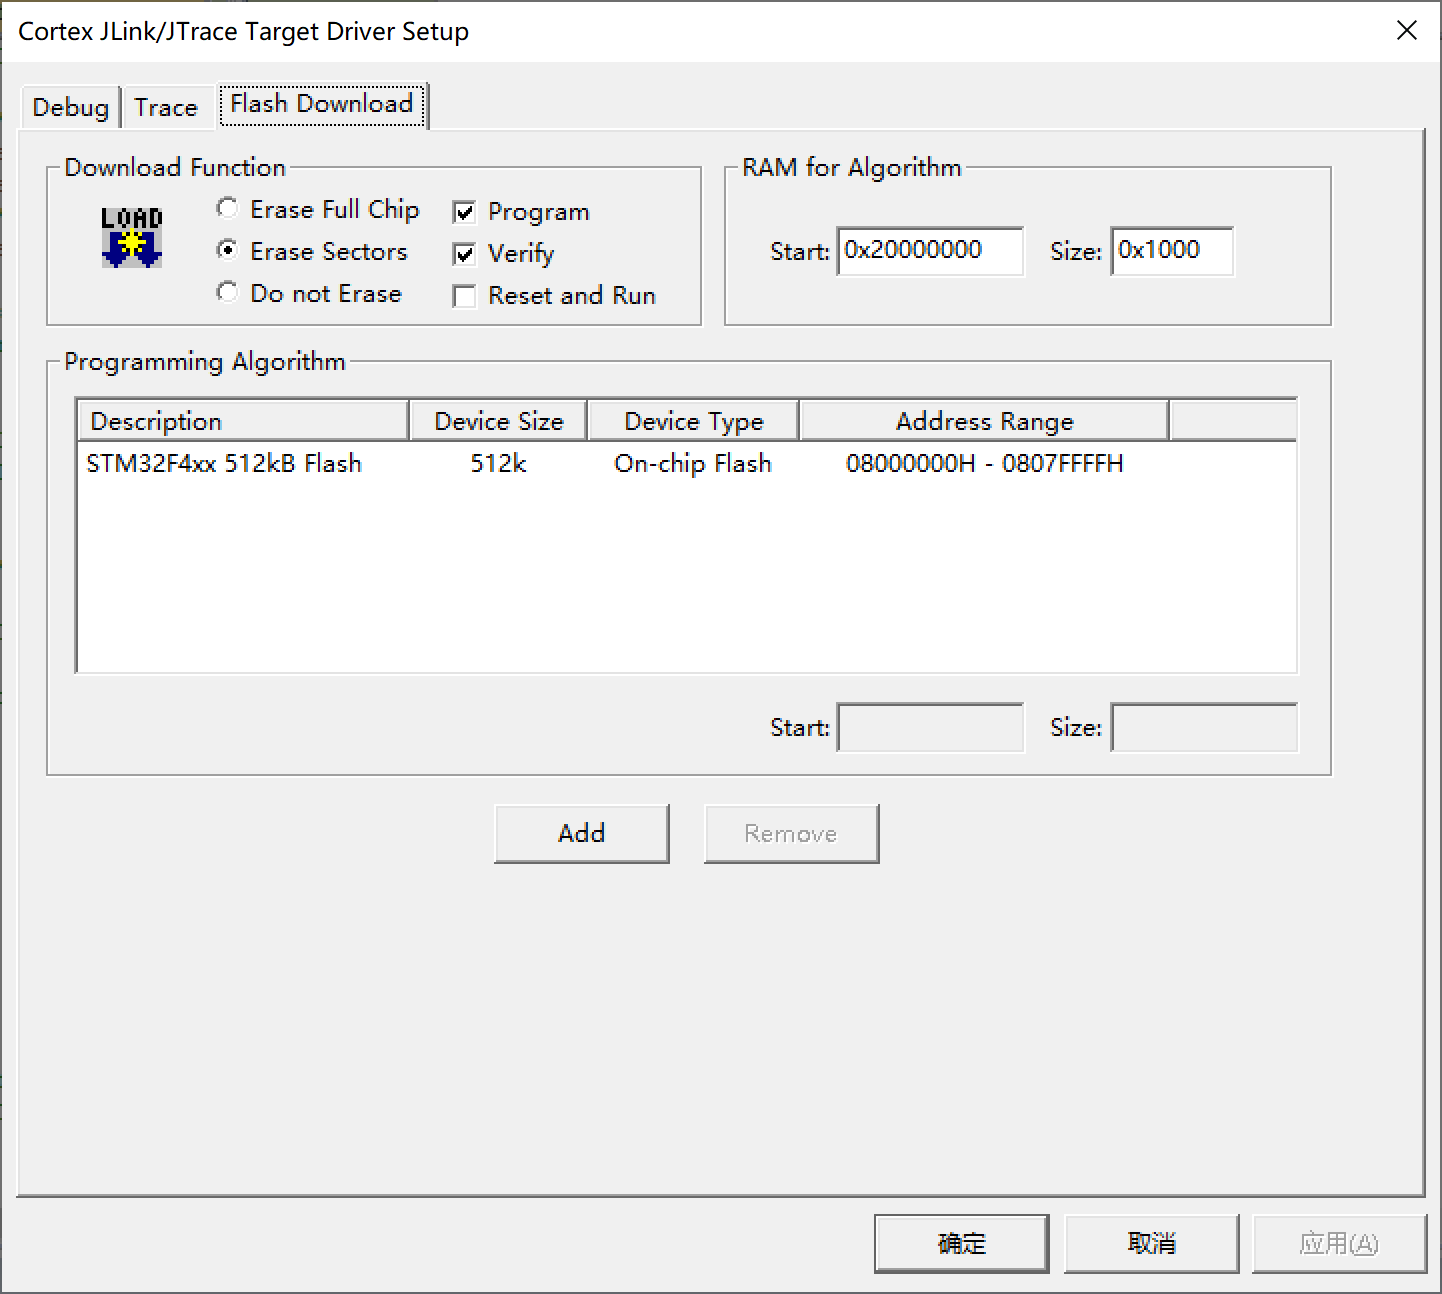 Cortex JLink/JTrace Target Driver Setup
Debug Trace Flash Download
Download Function
LOAD
Erase Full Chip
Erase Sectors
Do not Erase
Program
Verify
Reset and Run
RAM for Algorithm
Start: 0x20000000 Size: 0x1000
Programming Algorithm
Description Device Size Device Type Address Range
STM32F4xx 512kB Flash 512k On-chip Flash 08000000H - 0807FFFFH
Start: Size:
Add Remove
确定 取消 应用(A)